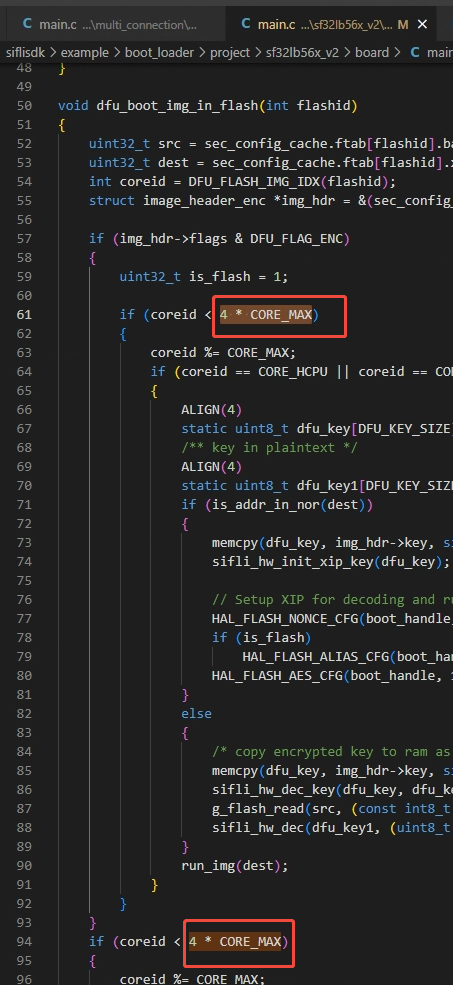 main.c ...\multi_connection\...
main.c ...\sf32lb56x_v2\... M
siflisdk > example > boot_loader > project > sf32lb56x_v2 > board > C main
48 }
49
50 void dfu_boot_img_in_flash(int flashid)
51 {
52 uint32_t src = sec_config_cache.ftab[flashid].ba
53 uint32_t dest = sec_config_cache.ftab[flashid].x
54 int coreid = DFU_FLASH_IMG_IDX(flashid);
55 struct image_header_enc *img_hdr = &(sec_config_
56
57 if (img_hdr->flags & DFU_FLAG_ENC)
58 {
59 uint32_t is_flash = 1;
60
61 if (coreid < 4 * CORE_MAX)
62 {
63 coreid %= CORE_MAX;
64 if (coreid == CORE_HCPU || coreid == COR
65 {
66 ALIGN(4)
67 static uint8_t dfu_key[DFU_KEY_SIZE]
68 /** key in plaintext */
69 ALIGN(4)
70 static uint8_t dfu_key1[DFU_KEY_SIZE
71 if (is_addr_in_nor(dest))
72 {
73 memcpy(dfu_key, img_hdr->key, si
74 sifli_hw_init_xip_key(dfu_key);
75
76 // Setup XIP for decoding and ru
77 HAL_FLASH_NONCE_CFG(boot_handle,
78 if (is_flash)
79 HAL_FLASH_ALIAS_CFG(boot_han
80 HAL_FLASH_AES_CFG(boot_handle, 1
81 }
82 else
83 {
84 /* copy encrypted key to ram as
85 memcpy(dfu_key, img_hdr->key, si
86 sifli_hw_dec_key(dfu_key, dfu_ke
87 g_flash_read(src, (const int8_t
88 sifli_hw_dec(dfu_key1, (uint8_t
89 }
90 run_img(dest);
91 }
92 }
93 }
94 if (coreid < 4 * CORE_MAX)
95 {
96 coreid %= CORE_MAX;